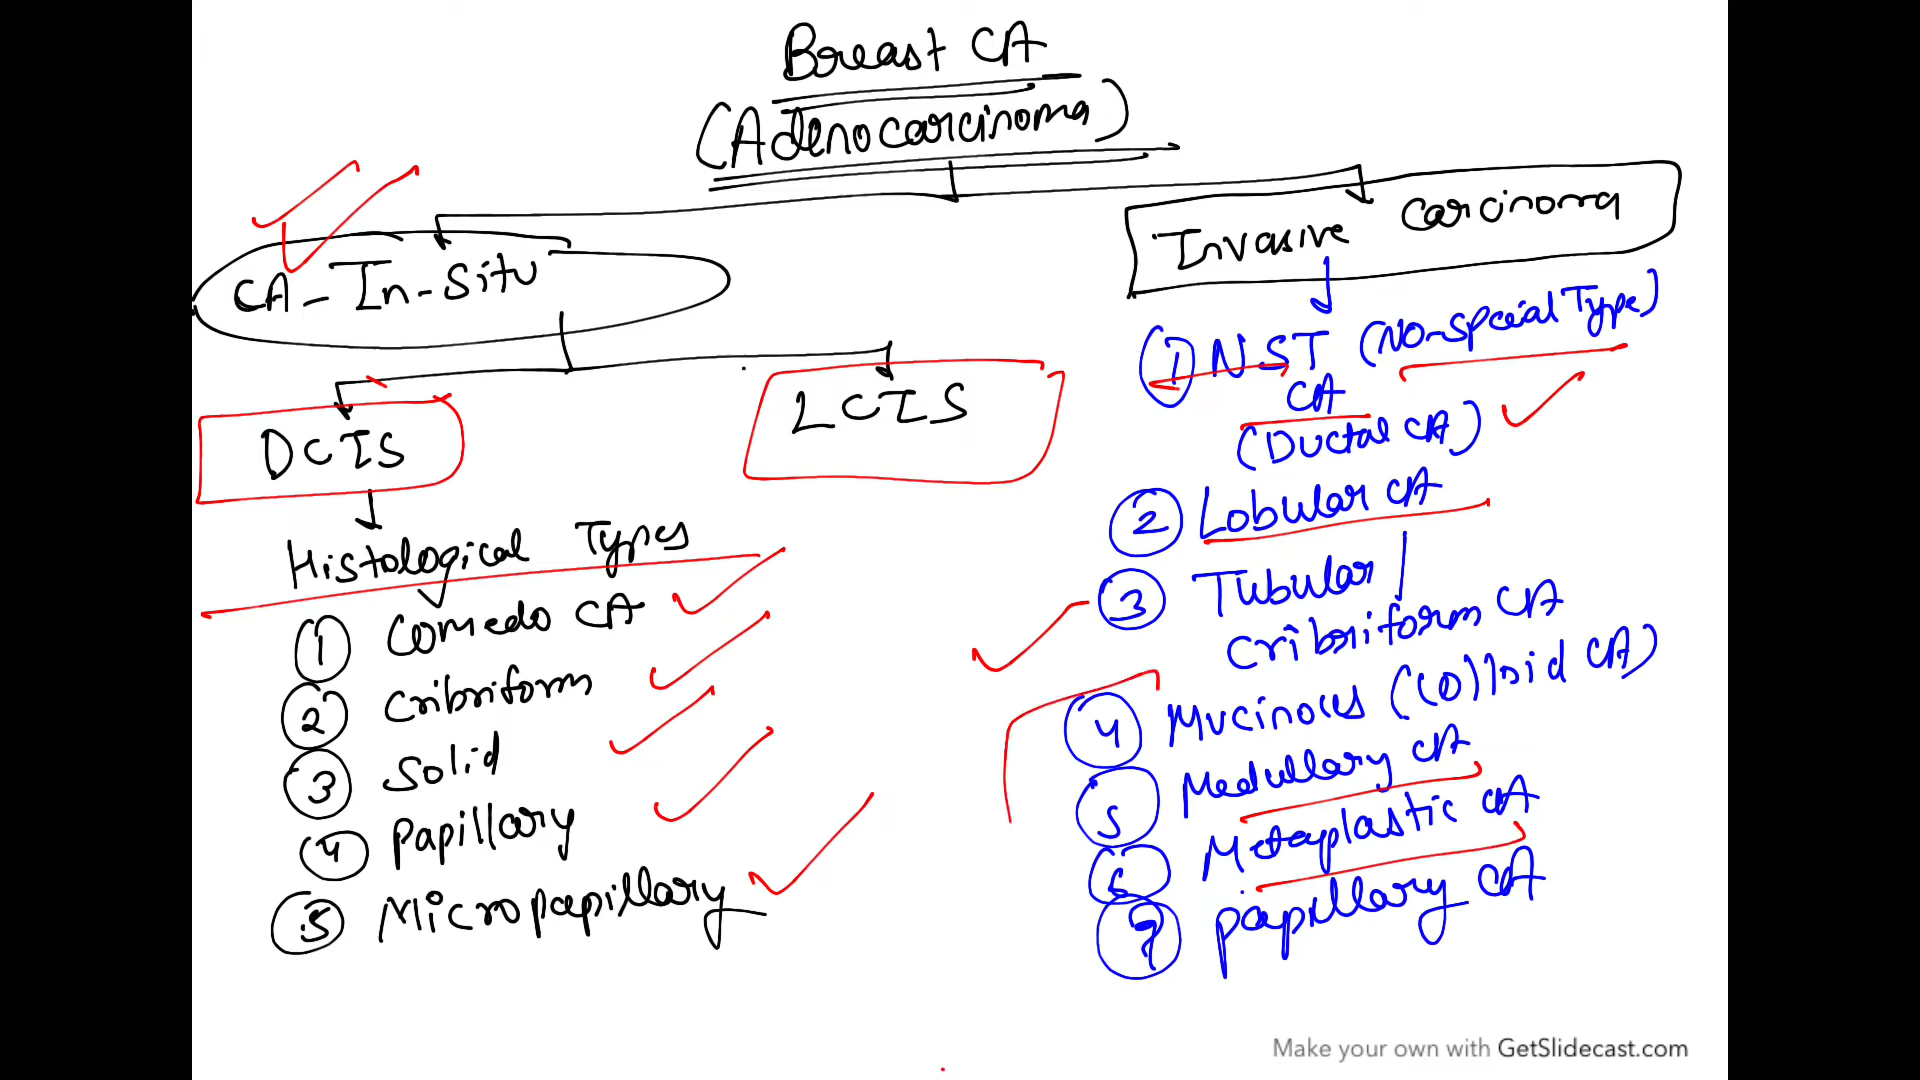 Breast CA
(Adenocarcinoma)
CA-In-Situ
DCIS
LCIS
Histological Types
1 Comedo CA
2 Cribriform
3 Solid
4 Papillary
5 Micropapillary
Invasive Carcinoma
1 NST (No-Special Type)
CA
(Ductal CA)
2 Lobular CA
3 Tubular/
Cribriform CA
4 Mucinous (Colloid CA)
5 Medullary CA
6 Metaplastic CA
7 Papillary CA
Make your own with GetSlidecast.com